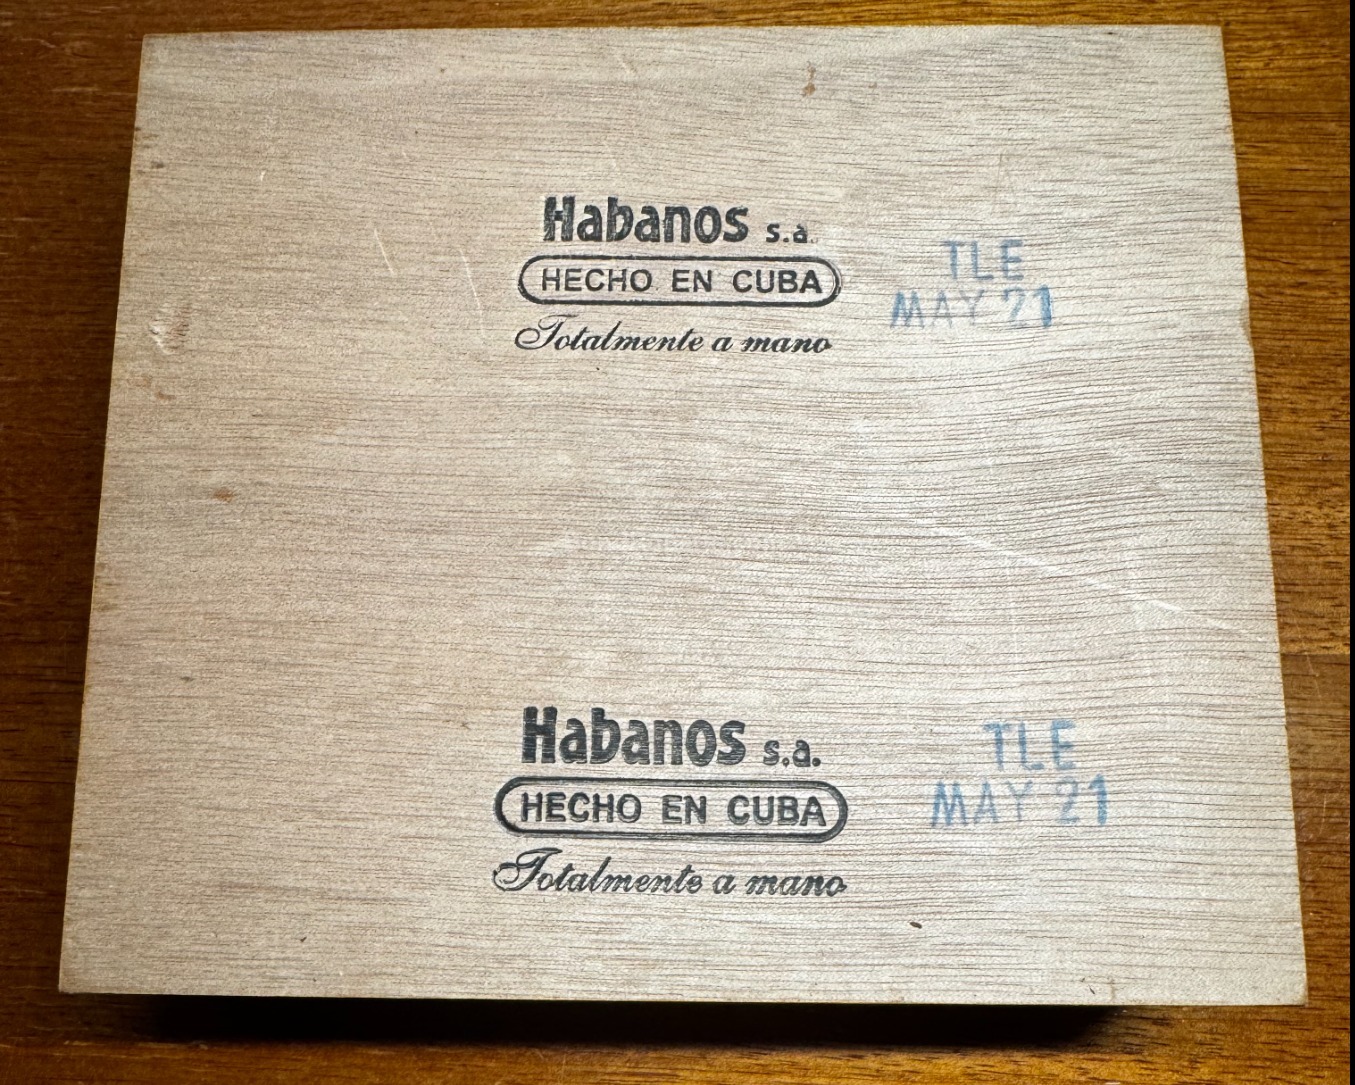 Habanos s.a.
HECHO EN CUBA
Totalmente a mano
TLE
MAY 21
Habanos s.a.
HECHO EN CUBA
Totalmente a mano
TLE
MAY 21